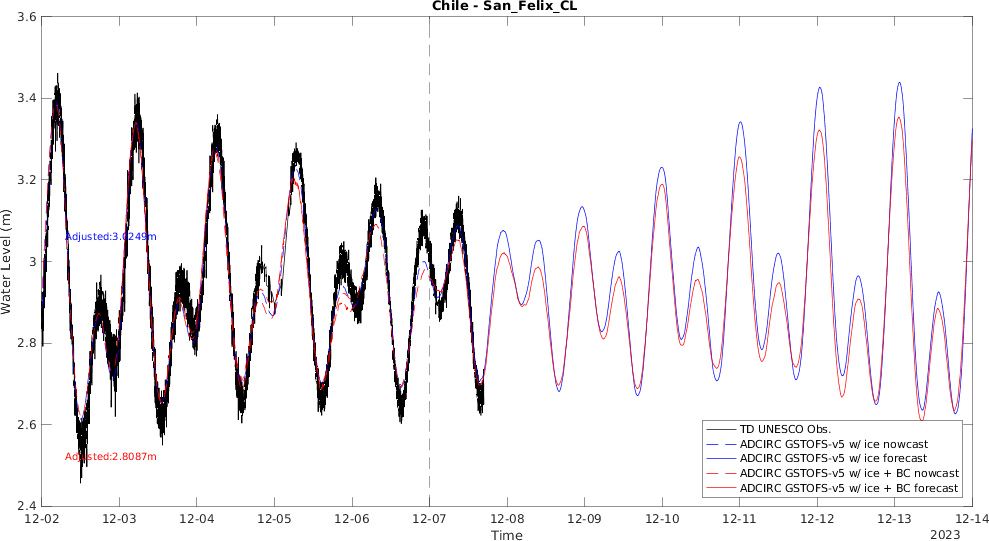 Chile - San_Felix_CL
3.6
3.4
3.2
3
2.8
2.6
2.4
Water Level (m)
Adjusted:3.0249m
Adjusted:2.8087m
TD UNESCO Obs.
ADCIRC GSTOFS-v5 w/ ice nowcast
ADCIRC GSTOFS-v5 w/ ice forecast
ADCIRC GSTOFS-v5 w/ ice + BC nowcast
ADCIRC GSTOFS-v5 w/ ice + BC forecast
12-02 12-03 12-04 12-05 12-06 12-07 12-08 12-09 12-10 12-11 12-12 12-13 12-14
Time
2023